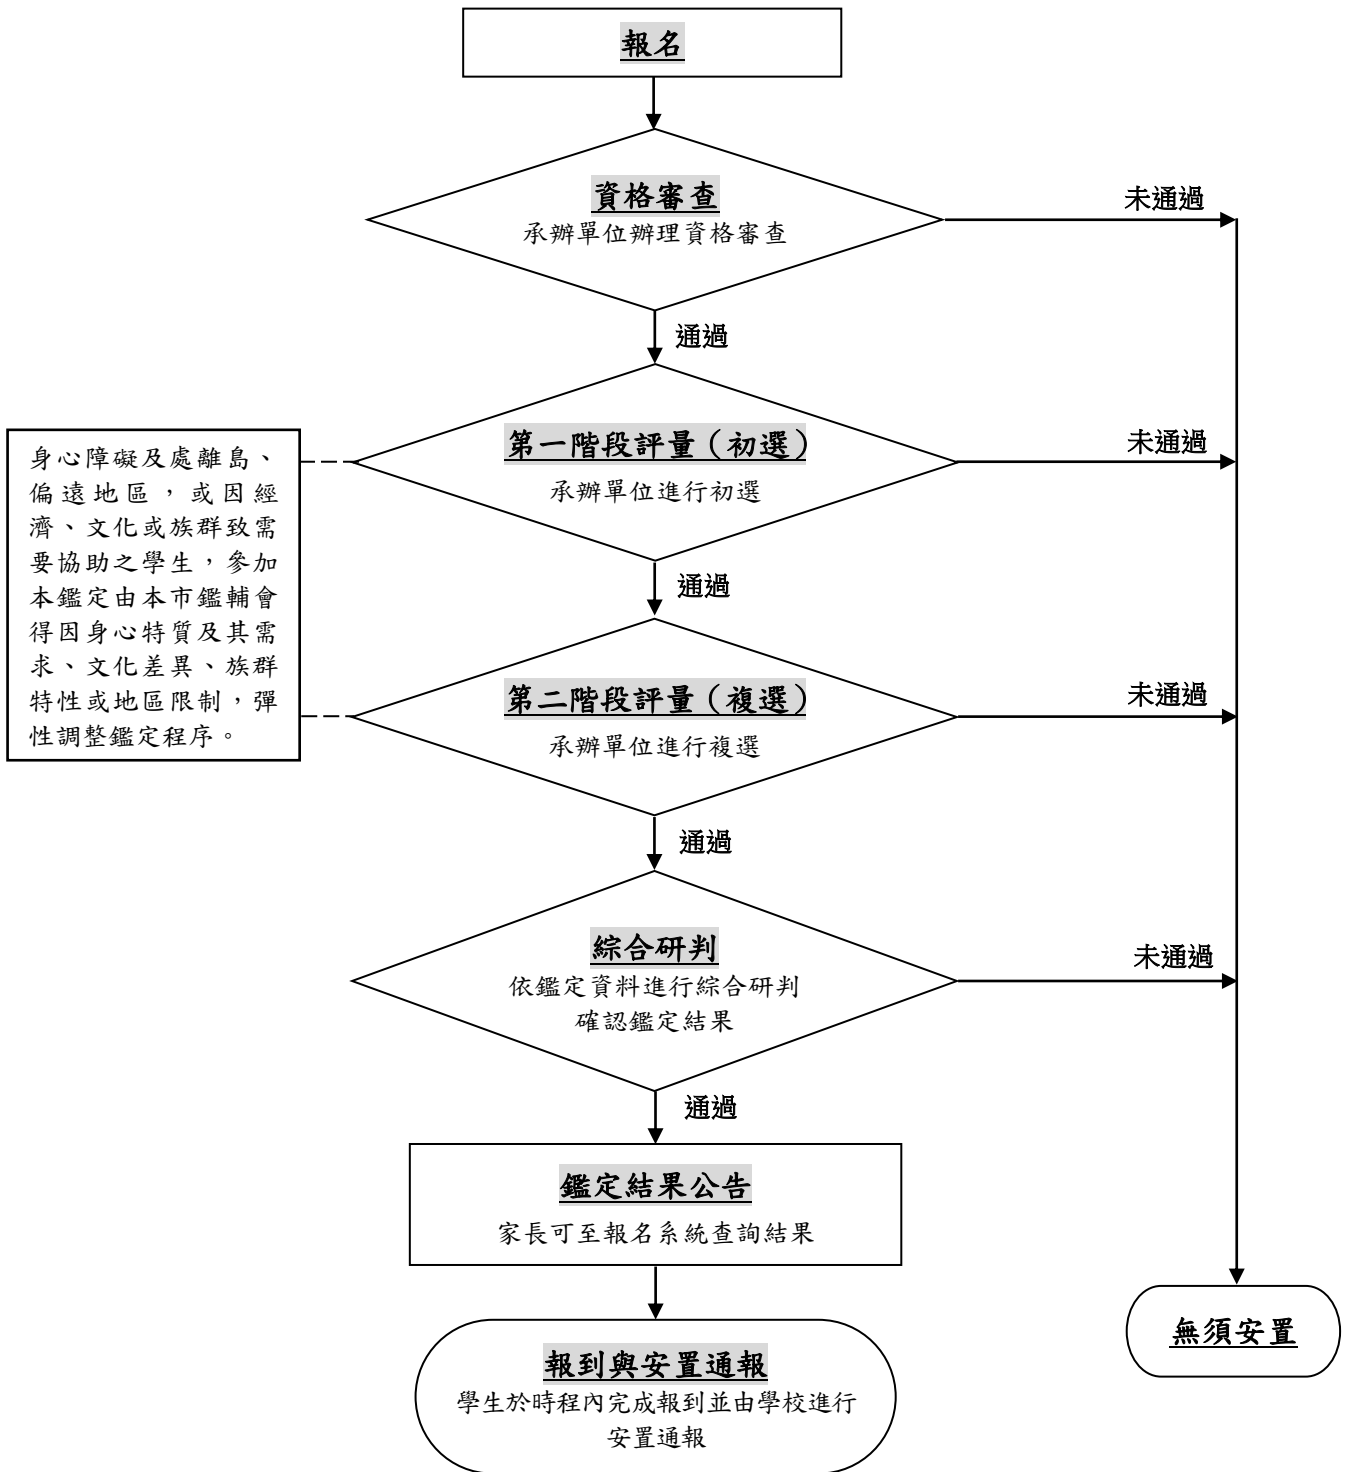 報名
資格審查
承辦單位辦理資格審查
未通過
通過
第一階段評量（初選）
承辦單位進行初選
未通過
身心障礙及處離島、
偏遠地區，或因經
濟、文化或族群致需
要協助之學生，參加
本鑑定由本市鑑輔會
得因身心特質及其需
求、文化差異、族群
特性或地區限制，彈
性調整鑑定程序。
通過
第二階段評量（複選）
承辦單位進行複選
未通過
通過
綜合研判
依鑑定資料進行綜合研判
確認鑑定結果
未通過
通過
鑑定結果公告
家長可至報名系統查詢結果
無須安置
報到與安置通報
學生於時程內完成報到並由學校進行
安置通報